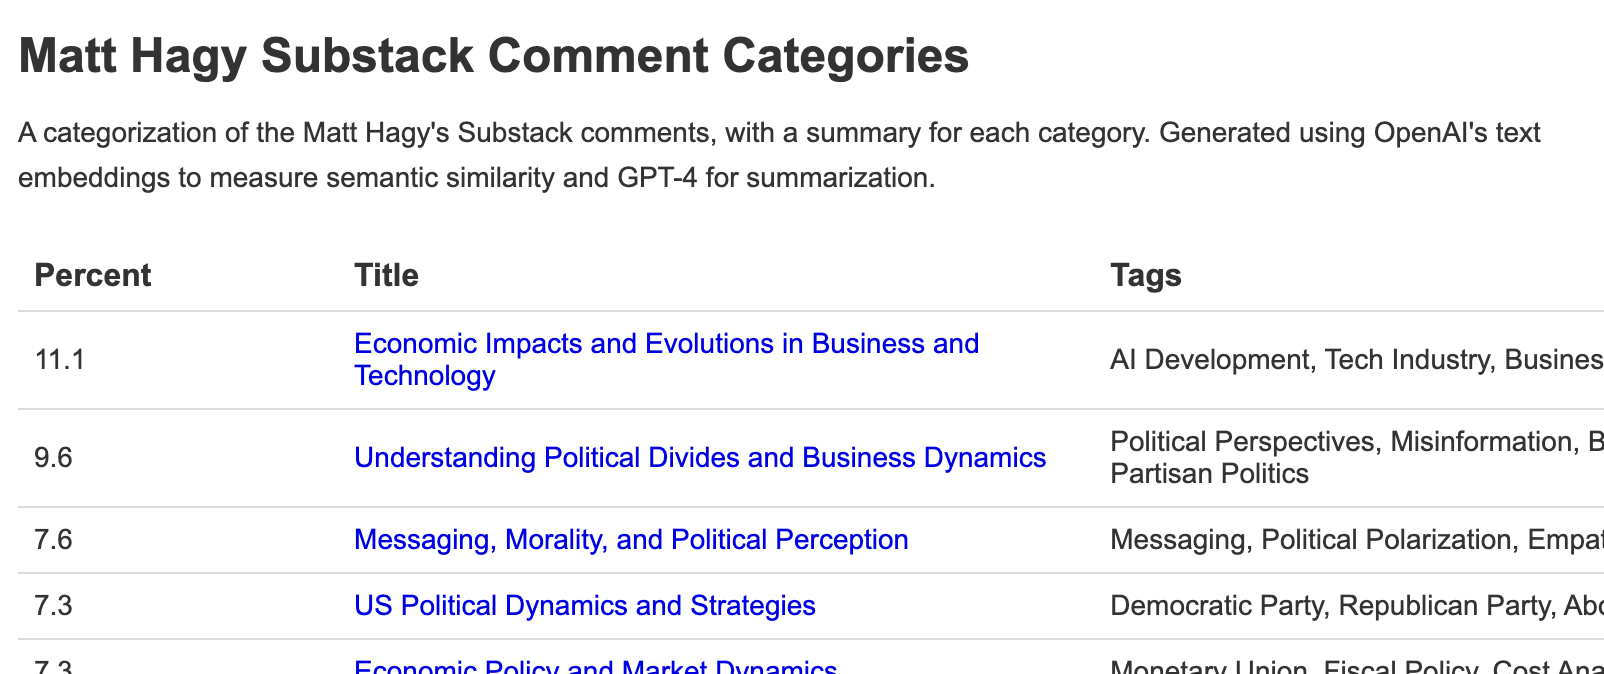 Matt Hagy Substack Comment Categories
A categorization of the Matt Hagy's Substack comments, with a summary for each category. Generated using OpenAI's text
embeddings to measure semantic similarity and GPT-4 for summarization.
Percent Title Tags
11.1 Economic Impacts and Evolutions in Business and
Technology AI Development, Tech Industry, Busines
9.6 Understanding Political Divides and Business Dynamics Political Perspectives, Misinformation, B
Partisan Politics
7.6 Messaging, Morality, and Political Perception Messaging, Political Polarization, Empat
7.3 US Political Dynamics and Strategies Democratic Party, Republican Party, Abo
7.3 Economic Policy and Market Dynamics Monetary Union, Fiscal Policy, Cost Ana